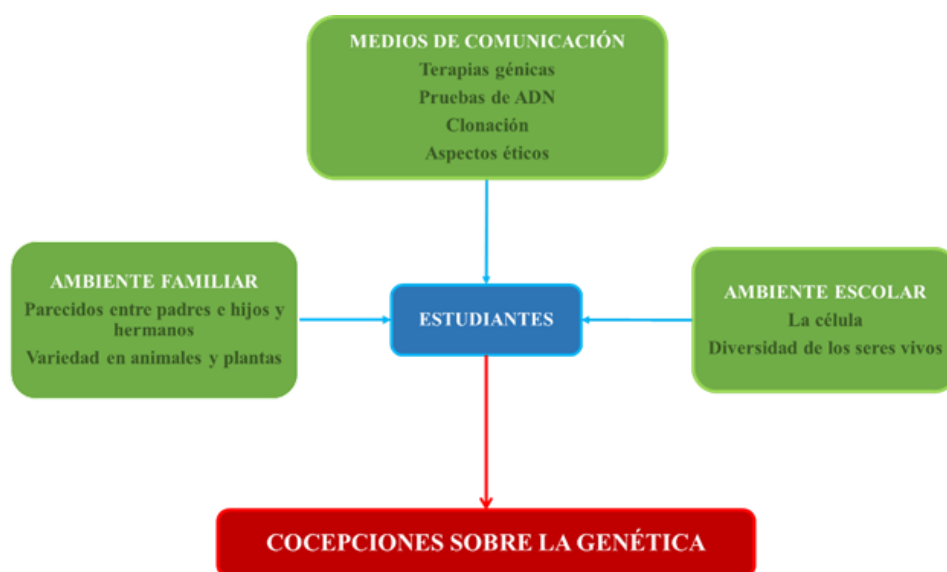 MEDIOS DE COMUNICACIÓN
Terapias génicas
Pruebas de ADN
Clonación
Aspectos éticos
AMBIENTE FAMILIAR
Parecidos entre padres e hijos y
hermanos
Variedad en animales y plantas
ESTUDIANTES
AMBIENTE ESCOLAR
La célula
Diversidad de los seres vivos
COCEPCIONES SOBRE LA GENÉTICA